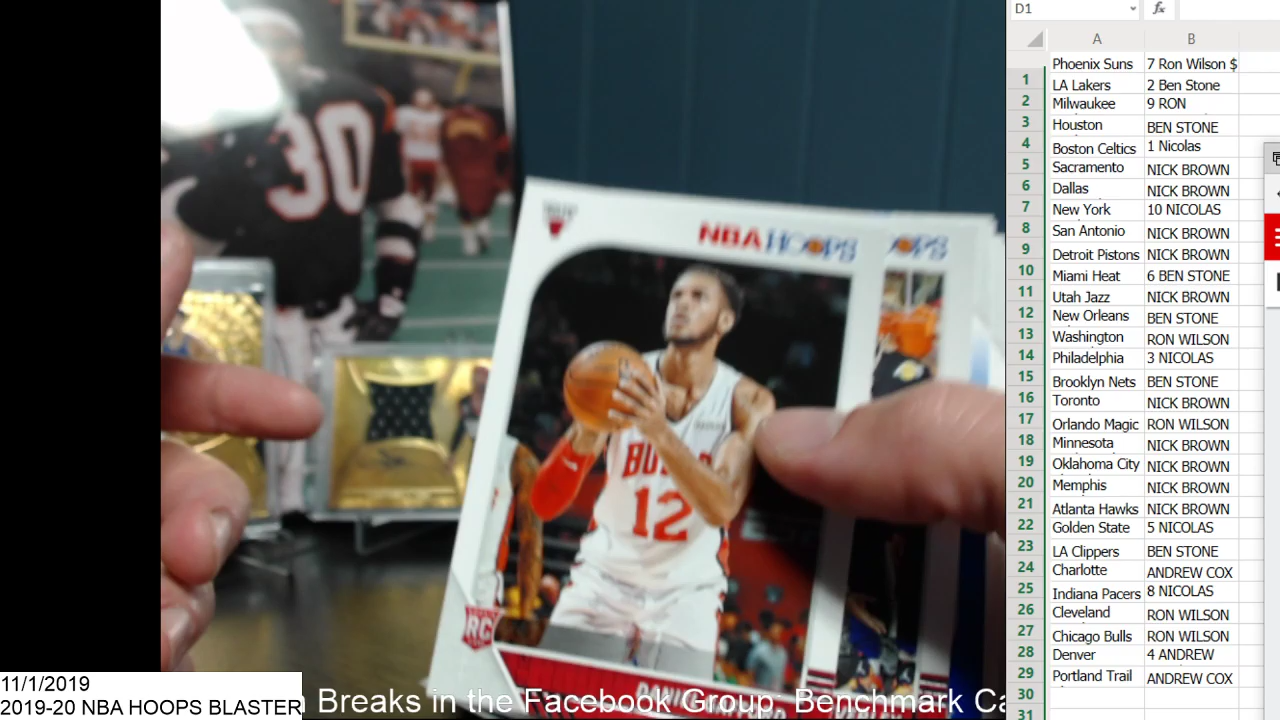 D1
fx
A B
Phoenix Suns 7 Ron Wilson $
1 LA Lakers 2 Ben Stone
2 Milwaukee 9 RON
3 Houston BEN STONE
4 Boston Celtics 1 Nicolas
5 Sacramento NICK BROWN
6 Dallas NICK BROWN
7 New York 10 NICOLAS
8 San Antonio NICK BROWN
9 Detroit Pistons NICK BROWN
10 Miami Heat 6 BEN STONE
11 Utah Jazz NICK BROWN
12 New Orleans BEN STONE
13 Washington RON WILSON
14 Philadelphia 3 NICOLAS
15 Brooklyn Nets BEN STONE
16 Toronto NICK BROWN
17 Orlando Magic RON WILSON
18 Minnesota NICK BROWN
19 Oklahoma City NICK BROWN
20 Memphis NICK BROWN
21 Atlanta Hawks NICK BROWN
22 Golden State 5 NICOLAS
23 LA Clippers BEN STONE
24 Charlotte ANDREW COX
25 Indiana Pacers 8 NICOLAS
26 Cleveland RON WILSON
27 Chicago Bulls RON WILSON
28 Denver 4 ANDREW
29 Portland Trail ANDREW COX
30
31
30
NBA HOOPS
OPS
12
RC
11/1/2019
2019-20 NBA HOOPS BLASTER
Breaks in the Facebook Group: Benchmark Ca